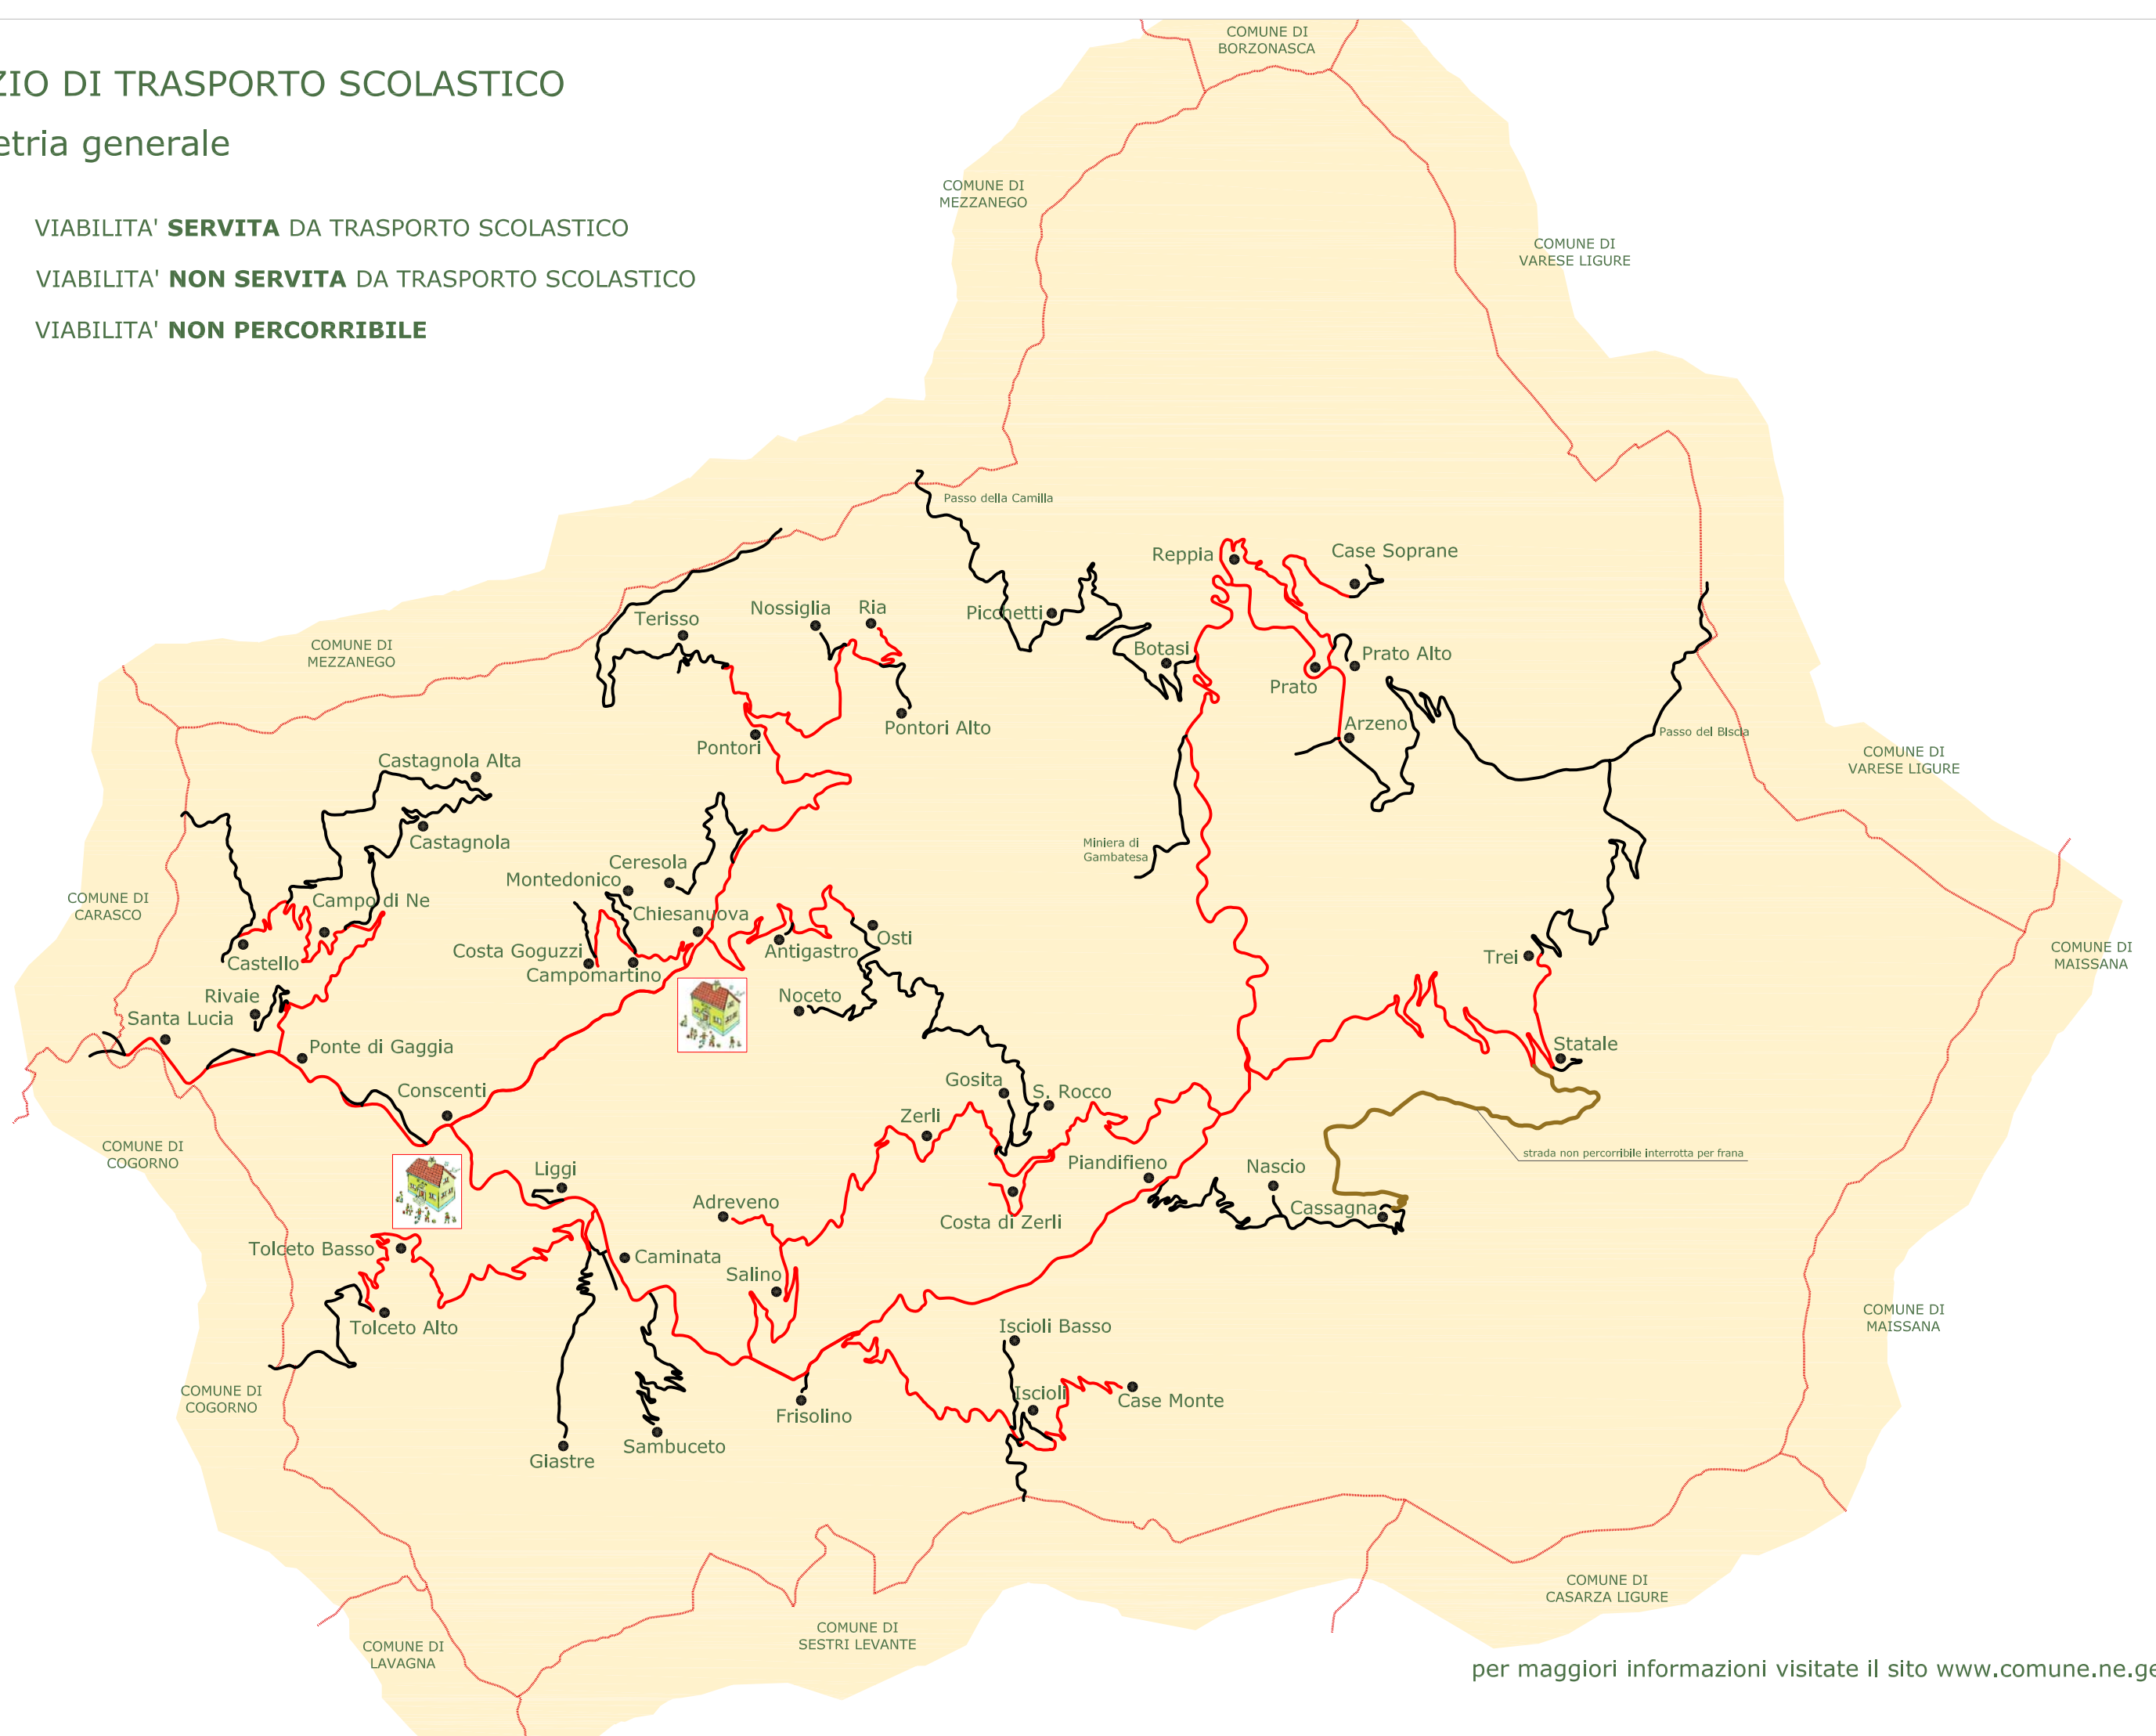 COMUNE DI
BORZONASCA
ZIO DI TRASPORTO SCOLASTICO
etria generale
COMUNE DI
MEZZANEGO
VIABILITA' SERVITA DA TRASPORTO SCOLASTICO
COMUNE DI
VARESE LIGURE
VIABILITA' NON SERVITA DA TRASPORTO SCOLASTICO
VIABILITA' NON PERCORRIBILE
Passo della Camilla
Reppia
Case Soprane
Terisso
Nossiglia
Ria
Picchetti
COMUNE DI
MEZZANEGO
Botasi
Prato Alto
Prato
Pontori Alto
Arzeno
Pontori
Passo del Biscia
Castagnola Alta
COMUNE DI
VARESE LIGURE
Castagnola
Miniera di
Gambatesa
Ceresola
Montedonico
COMUNE DI
CARASCO
Campo di Ne
Chiesanuova
Osti
Costa Goguzzi
Antigastro
COMUNE DI
MAISSANA
Castello
Campomartino
Trei
Rivaie
Noceto
Santa Lucia
Ponte di Gaggia
Statale
Conscenti
Gosita
S. Rocco
Zerli
COMUNE DI
COGORNO
strada non percorribile interrotta per frana
Liggi
Piandifieno
Nascio
Adreveno
Cassagna
Costa di Zerli
Tolceto Basso
Caminata
Salino
Tolceto Alto
Iscioli Basso
COMUNE DI
MAISSANA
COMUNE DI
COGORNO
Iscioli
Case Monte
Frisolino
Giastre
Sambuceto
COMUNE DI
CASARZA LIGURE
COMUNE DI
SESTRI LEVANTE
COMUNE DI
LAVAGNA
per maggiori informazioni visitate il sito www.comune.ne.ge